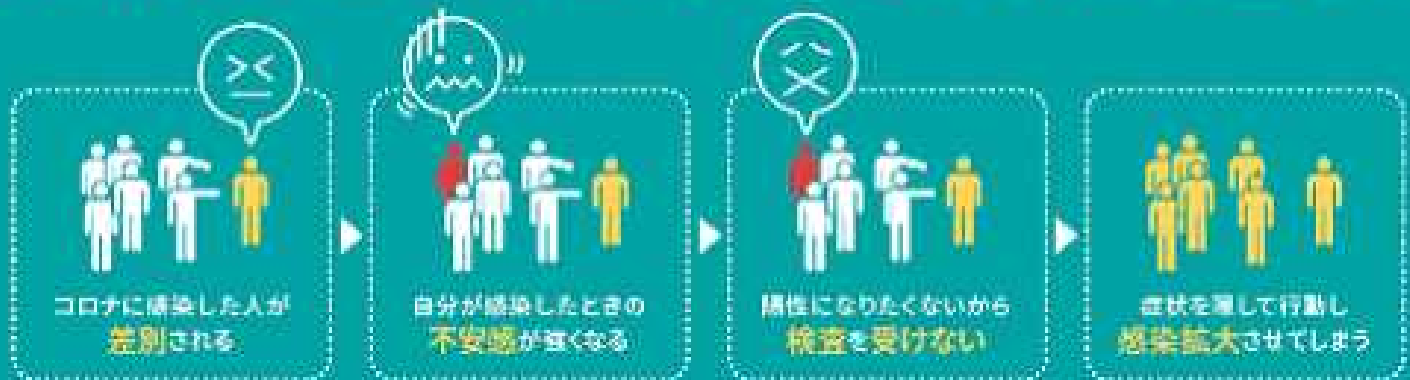 コロナに感染した人が
差別される
自分が感染したときの
不安感が強くなる
陽性になりたくないから
検査を受けない
症状を隠して行動し
感染拡大させてしまう